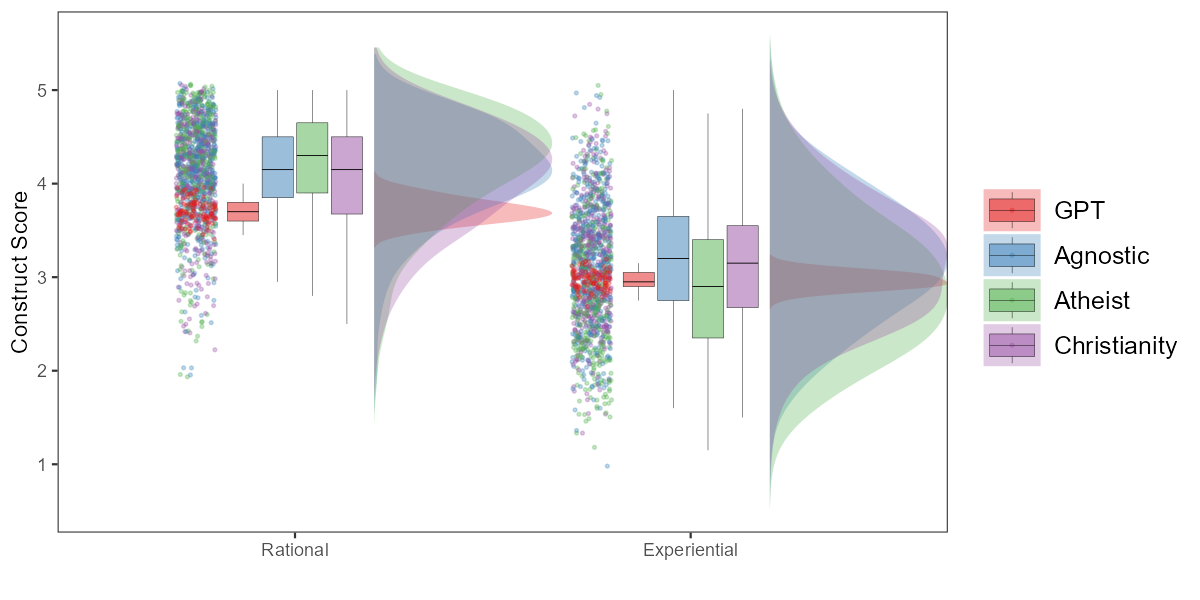 Construct Score
5
4
3
2
1
Rational
Experiential
GPT
Agnostic
Atheist
Christianity